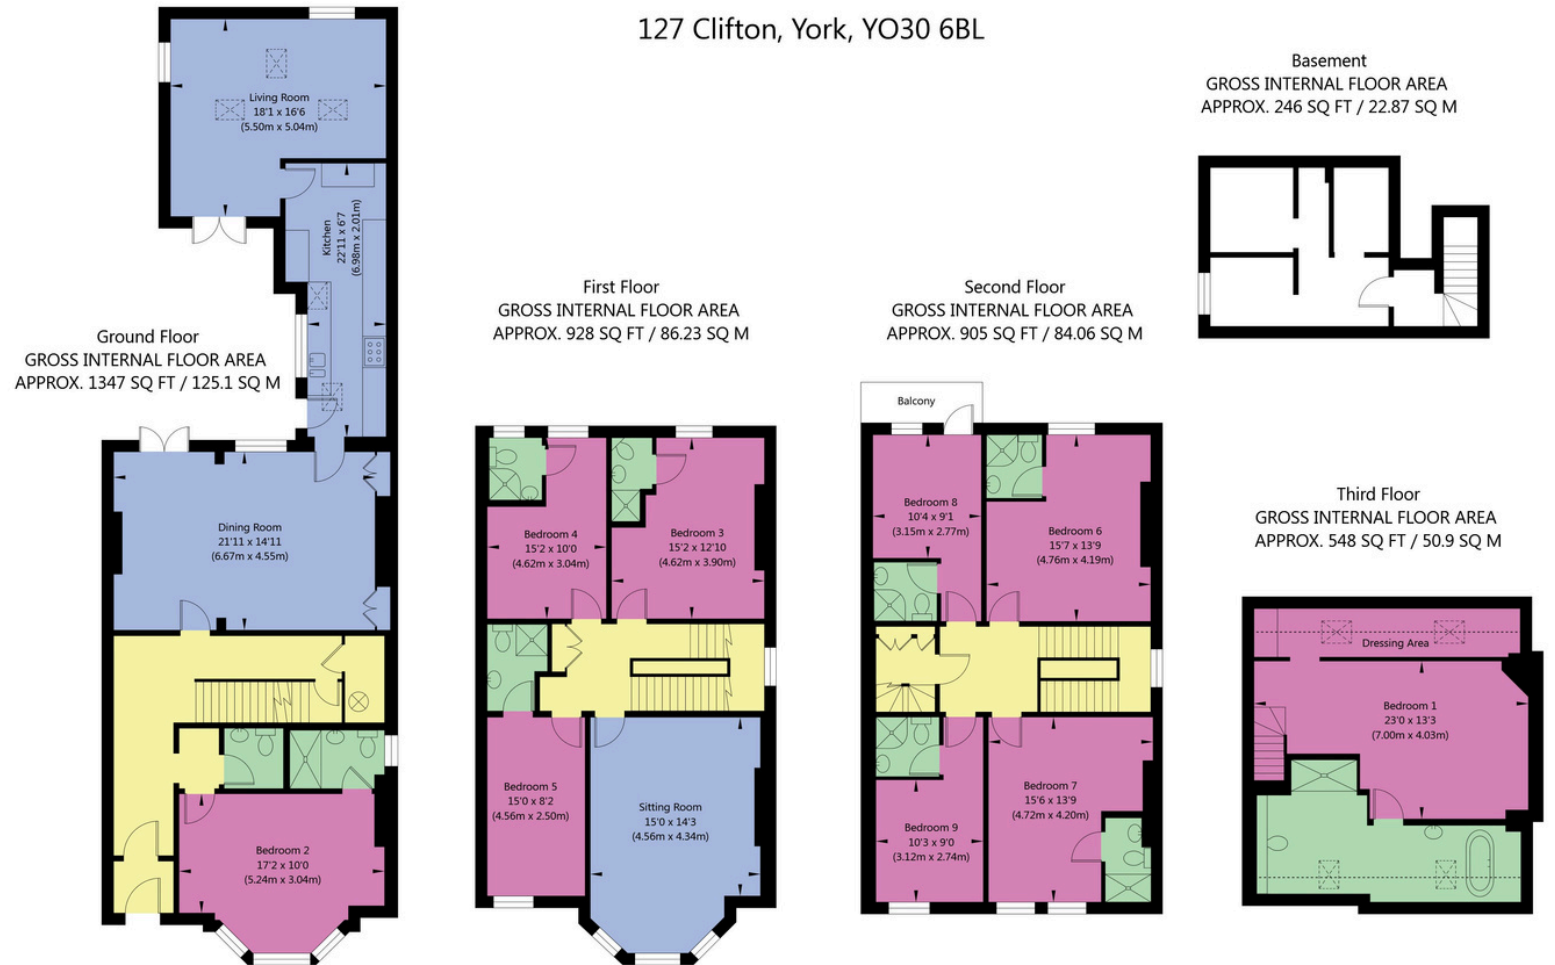 127 Clifton, York, YO30 6BL
Basement
GROSS INTERNAL FLOOR AREA
APPROX. 246 SQ FT / 22.87 SQ M
Living Room
18'1 x 16'6
(5.50m x 5.04m)
Kitchen
22'11 x 6'7
(6.98m x 2.01m)
Ground Floor
GROSS INTERNAL FLOOR AREA
APPROX. 1347 SQ FT / 125.1 SQ M
Dining Room
21'11 x 14'11
(6.67m x 4.55m)
Bedroom 2
17'2 x 10'0
(5.24m x 3.04m)
First Floor
GROSS INTERNAL FLOOR AREA
APPROX. 928 SQ FT / 86.23 SQ M
Bedroom 4
15'2 x 10'0
(4.62m x 3.04m)
Bedroom 3
15'2 x 12'10
(4.62m x 3.90m)
Bedroom 5
15'0 x 8'2
(4.56m x 2.50m)
Sitting Room
15'0 x 14'3
(4.56m x 4.34m)
Second Floor
GROSS INTERNAL FLOOR AREA
APPROX. 905 SQ FT / 84.06 SQ M
Balcony
Bedroom 8
10'4 x 9'1
(3.15m x 2.77m)
Bedroom 6
15'7 x 13'9
(4.76m x 4.19m)
Bedroom 7
15'6 x 13'9
(4.72m x 4.20m)
Bedroom 9
10'3 x 9'0
(3.12m x 2.74m)
Third Floor
GROSS INTERNAL FLOOR AREA
APPROX. 548 SQ FT / 50.9 SQ M
Dressing Area
Bedroom 1
23'0 x 13'3
(7.00m x 4.03m)